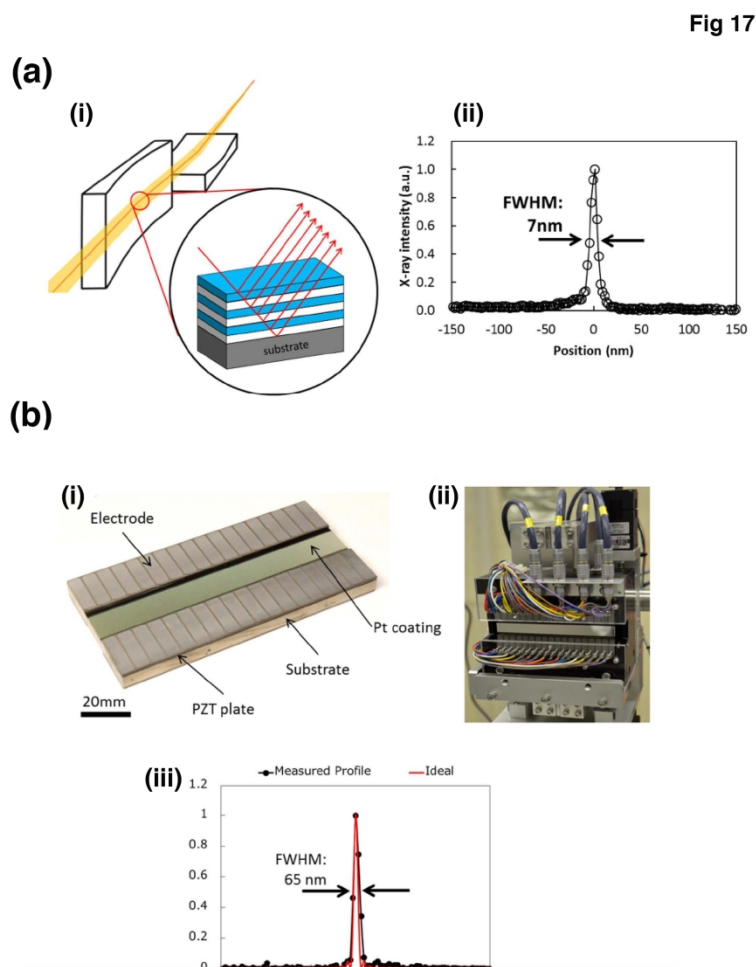 Fig 17
(a)
(i)
substrate
(ii)
1.2
1.0
0.8
0.6
0.4
0.2
0.0
X-ray intensity (a.u.)
FWHM:
7nm
-150 -100 -50 0 50 100 150
Position (nm)
(b)
(i)
Electrode
Pt coating
Substrate
PZT plate
20mm
(ii)
(iii)
Measured Profile Ideal
1.2
1
0.8
0.6
0.4
0.2
0
FWHM:
65 nm